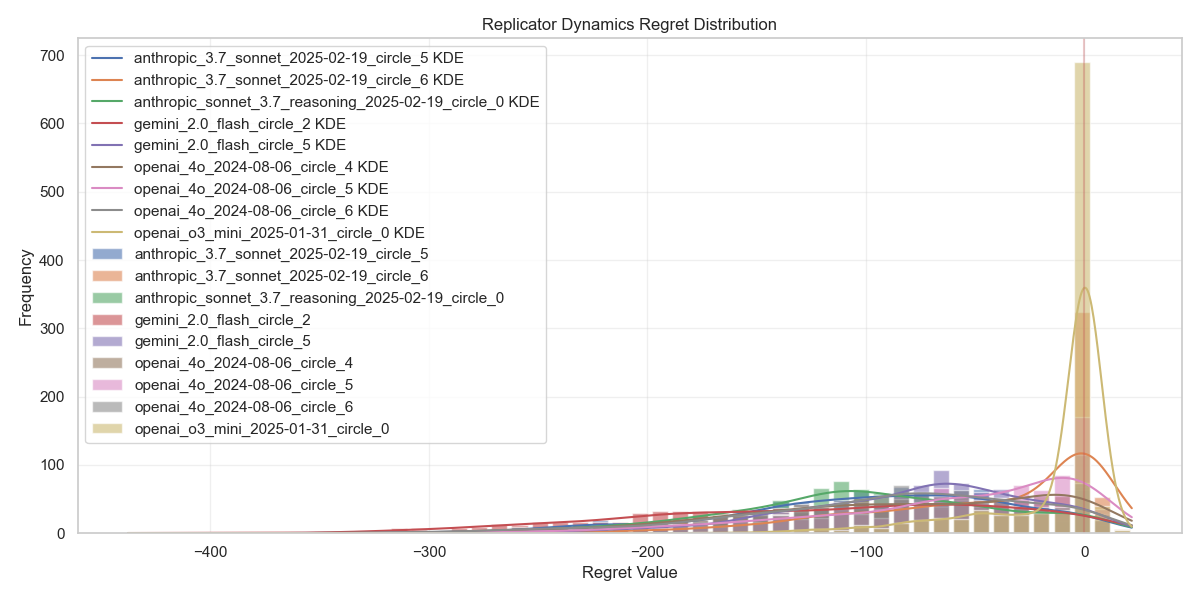 Replicator Dynamics Regret Distribution
700
600
500
400
300
200
100
0
Frequency
anthropic_3.7_sonnet_2025-02-19_circle_5 KDE
anthropic_3.7_sonnet_2025-02-19_circle_6 KDE
anthropic_sonnet_3.7_reasoning_2025-02-19_circle_0 KDE
gemini_2.0_flash_circle_2 KDE
gemini_2.0_flash_circle_5 KDE
openai_4o_2024-08-06_circle_4 KDE
openai_4o_2024-08-06_circle_5 KDE
openai_4o_2024-08-06_circle_6 KDE
openai_o3_mini_2025-01-31_circle_0 KDE
anthropic_3.7_sonnet_2025-02-19_circle_5
anthropic_3.7_sonnet_2025-02-19_circle_6
anthropic_sonnet_3.7_reasoning_2025-02-19_circle_0
gemini_2.0_flash_circle_2
gemini_2.0_flash_circle_5
openai_4o_2024-08-06_circle_4
openai_4o_2024-08-06_circle_5
openai_4o_2024-08-06_circle_6
openai_o3_mini_2025-01-31_circle_0
−400 −300 −200 −100 0
Regret Value